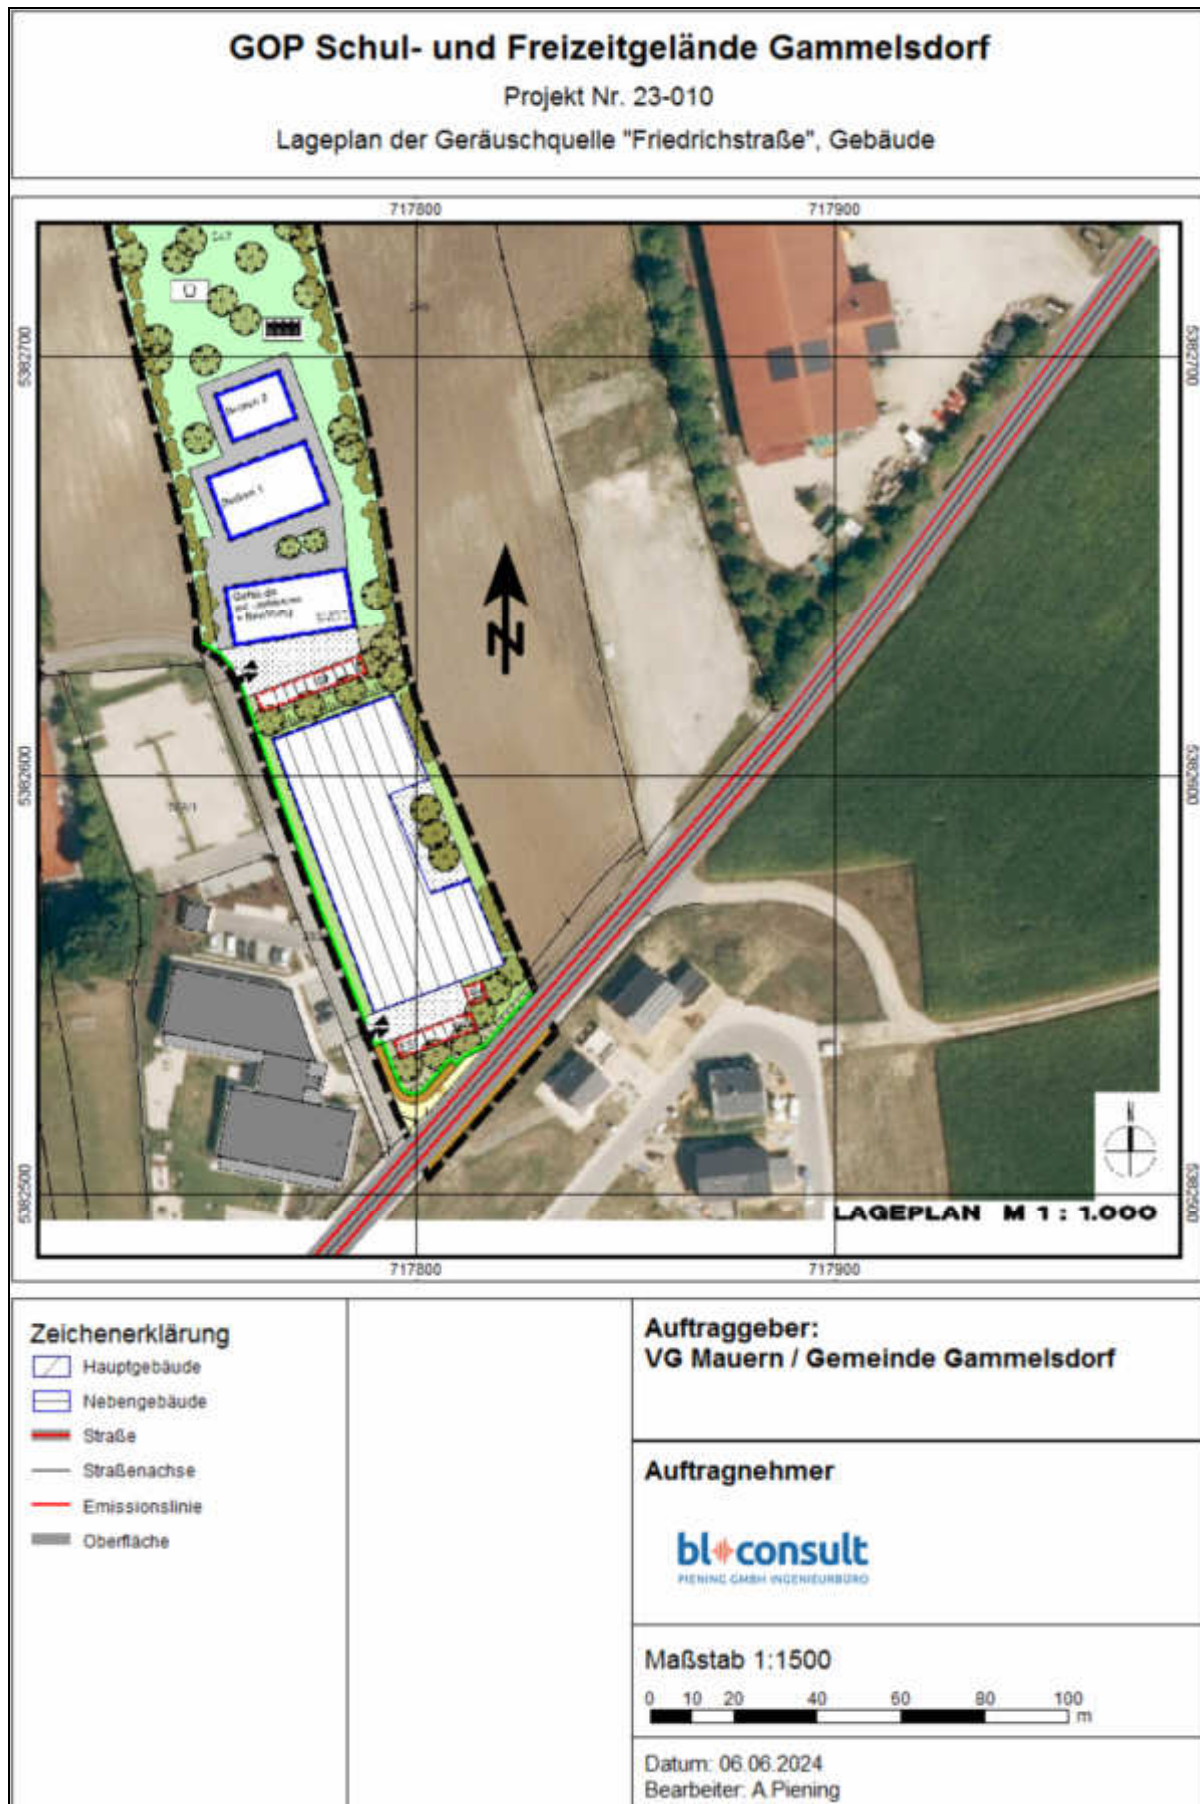 GOP Schul- und Freizeitgelände Gammelsdorf
Projekt Nr. 23-010
Lageplan der Geräuschquelle "Friedrichstraße", Gebäude
717800 717900
5382700 5382700
Becken 2
Becken 1
N
5382600 5382600
5382500 5382500
N
LAGEPLAN M 1 : 1.000
717800 717900
Zeichenerklärung
Hauptgebäude
Nebengebäude
Straße
Straßenachse
Emissionslinie
Oberfläche
Auftraggeber:
VG Mauern / Gemeinde Gammelsdorf
Auftragnehmer
bl consult
PIENING GMBH INGENIEURBÜRO
Maßstab 1:1500
0 10 20 40 60 80 100
m
Datum: 06.06.2024
Bearbeiter: A.Piening